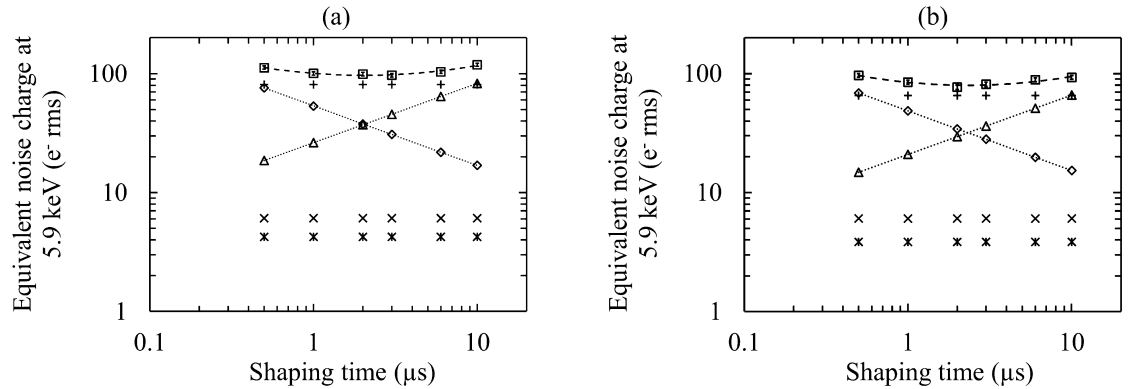 (a)
Equivalent noise charge at
5.9 keV (e⁻ rms)
100
10
1
0.1
1
10
Shaping time (µs)
(b)
Equivalent noise charge at
5.9 keV (e⁻ rms)
100
10
1
0.1
1
10
Shaping time (µs)